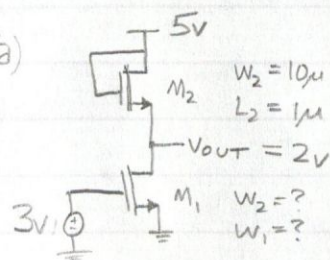 a)
5V
M₂
W₂ = 10μ
L₂ = 1μ
VOUT = 2V
3V
M₁
W₂ = ?
W₁ = ?